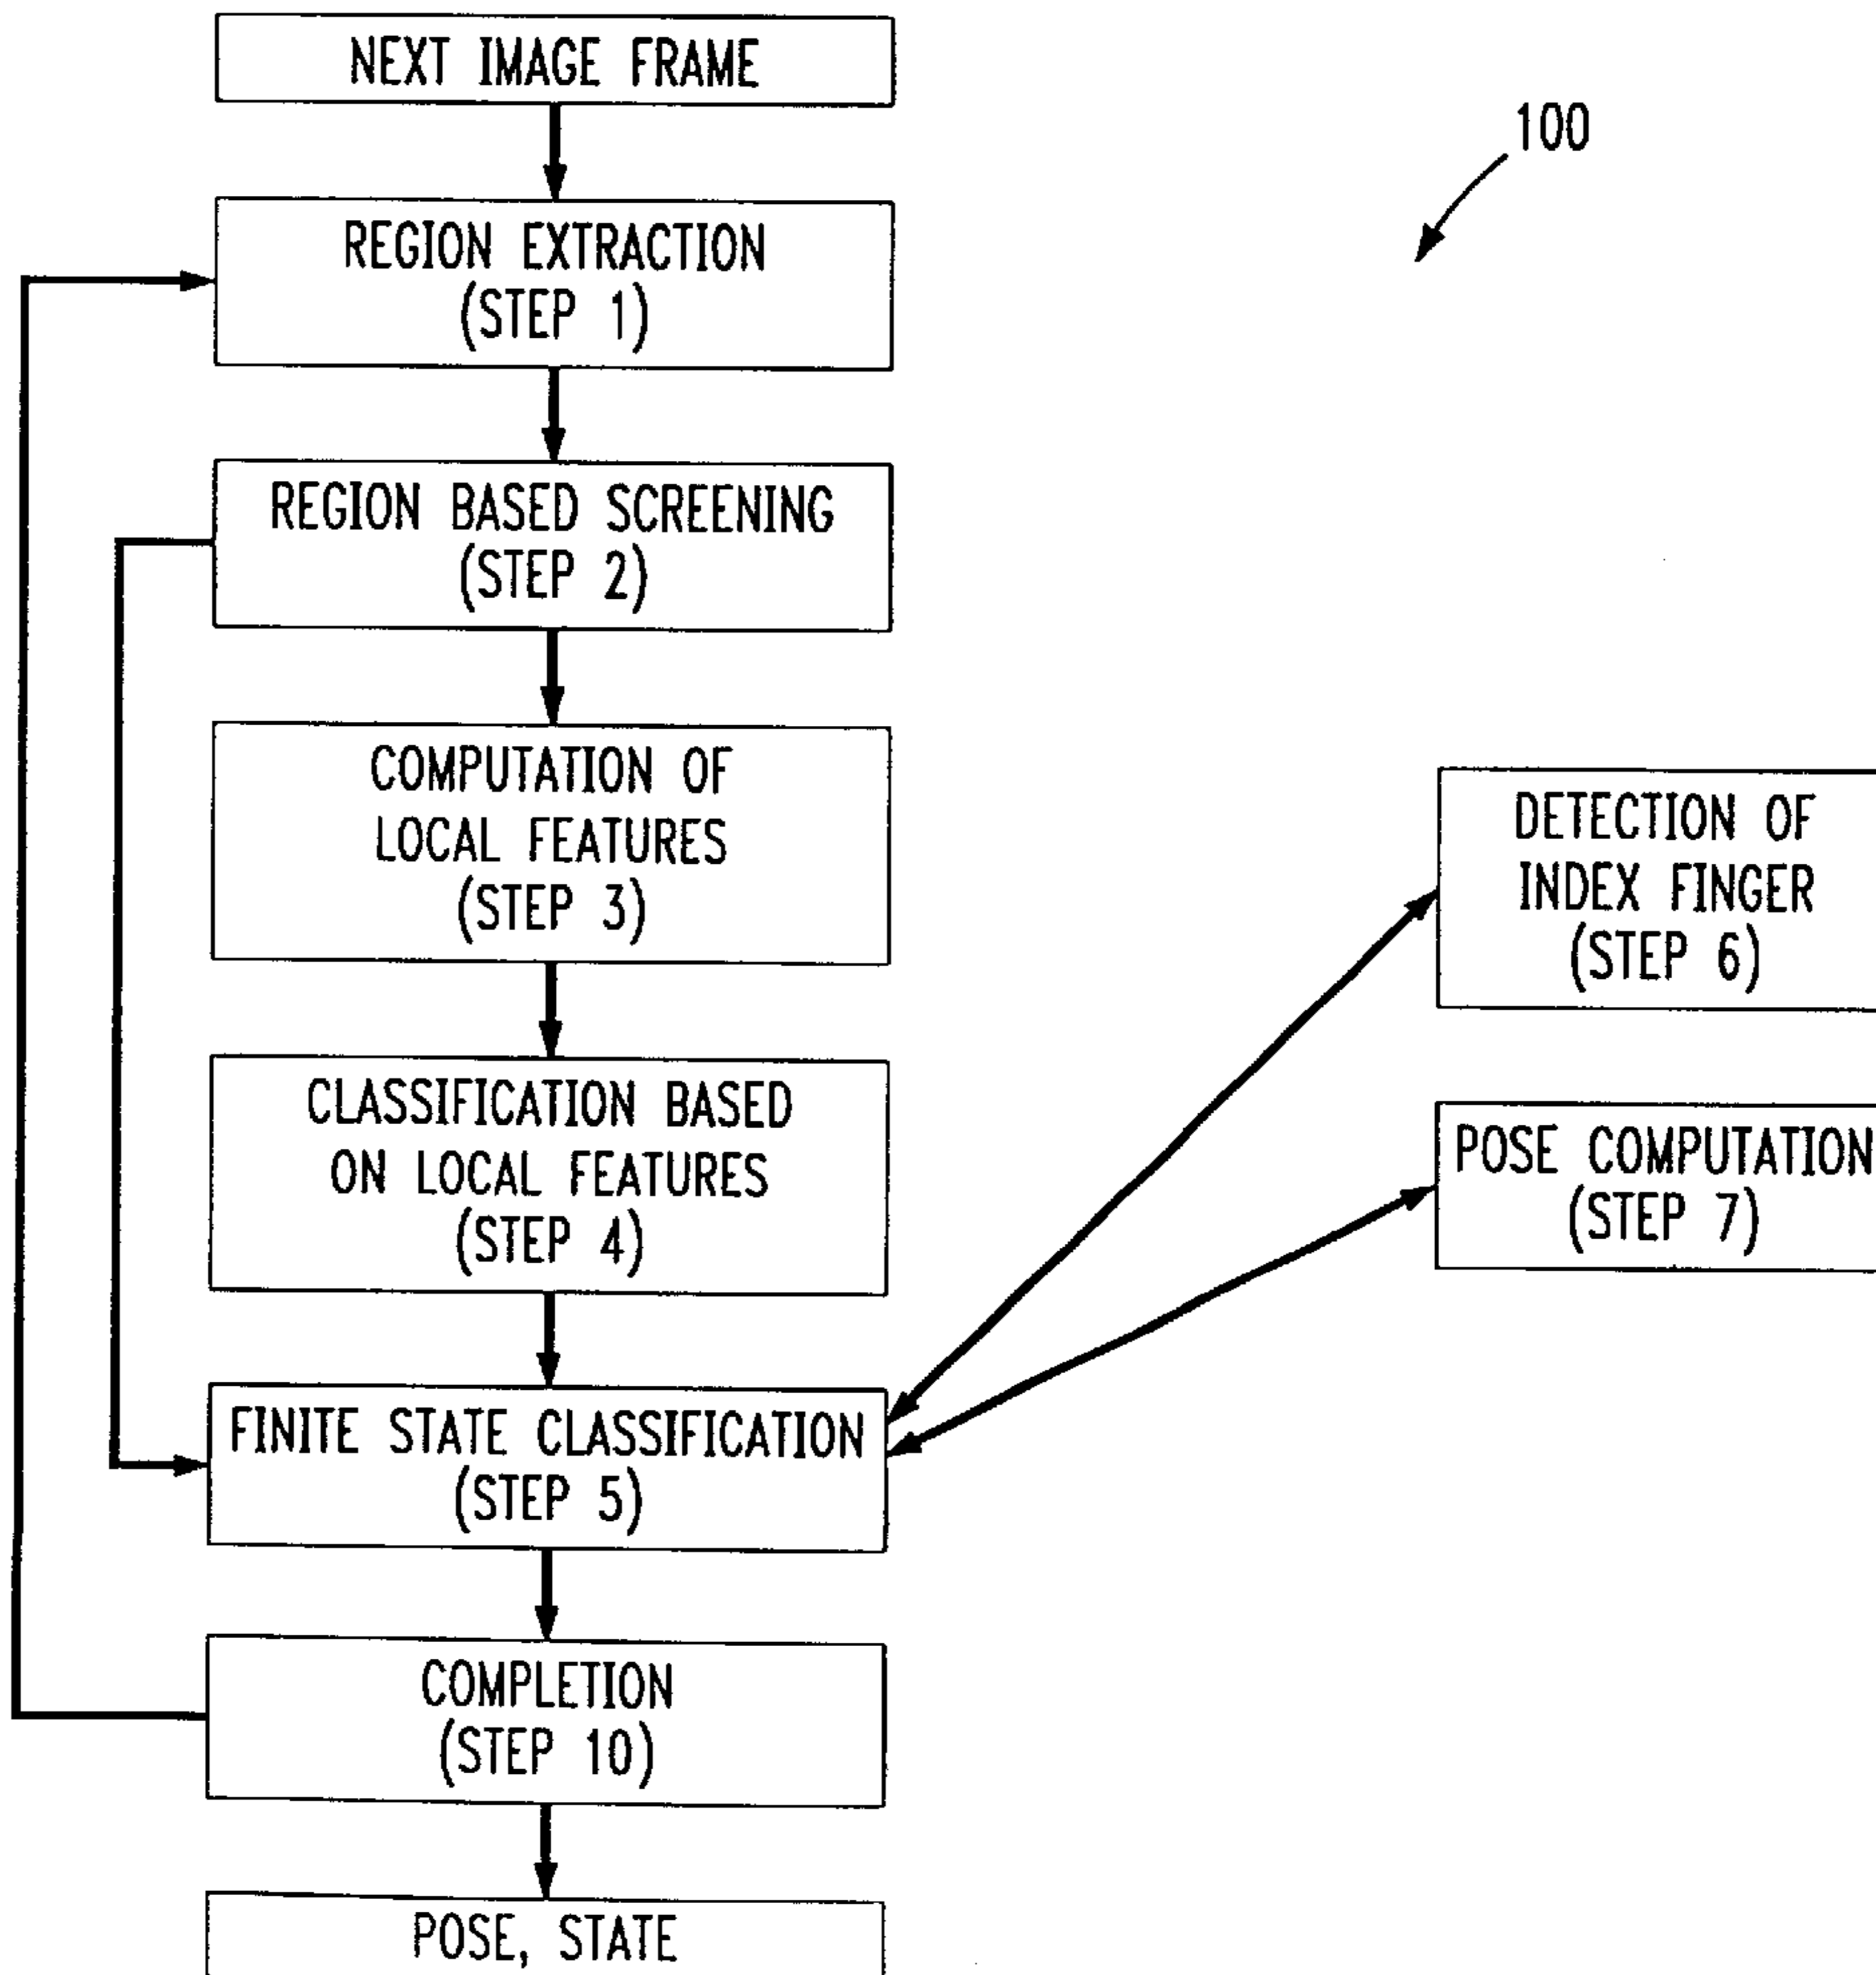 NEXT IMAGE FRAME
100
REGION EXTRACTION
(STEP 1)
REGION BASED SCREENING
(STEP 2)
COMPUTATION OF
LOCAL FEATURES
(STEP 3)
DETECTION OF
INDEX FINGER
(STEP 6)
CLASSIFICATION BASED
ON LOCAL FEATURES
(STEP 4)
POSE COMPUTATION
(STEP 7)
FINITE STATE CLASSIFICATION
(STEP 5)
COMPLETION
(STEP 10)
POSE, STATE